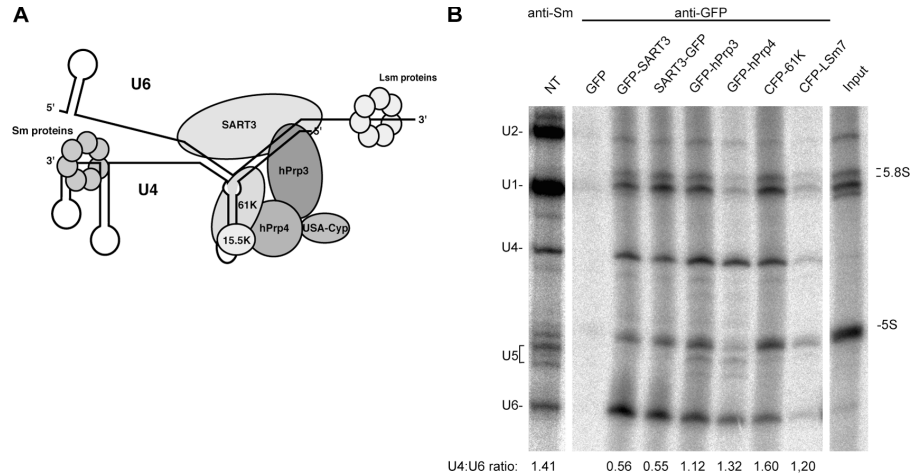 A
U6
5'
Sm proteins
3'
U4
SART3
5'
Lsm proteins
3'
hPrp3
61K
15.5K
hPrp4
USA-Cyp
B
anti-Sm
anti-GFP
NT
GFP
GFP-SART3
SART3-GFP
GFP-hPrp3
GFP-hPrp4
CFP-61K
CFP-LSm7
Input
U2-
U1-
U4-
U5
U6-
-5.8S
-5S
U4:U6 ratio: 1.41 0.56 0.55 1.12 1.32 1.60 1,20